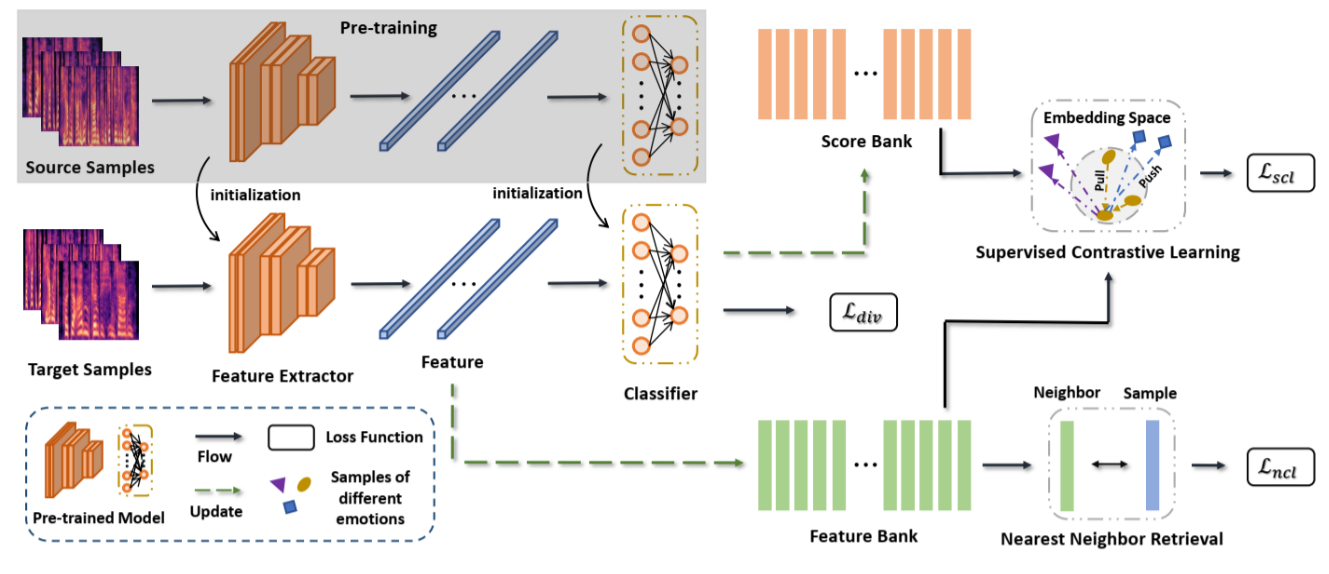 Pre-training
Source Samples
initialization
initialization
Target Samples
Feature Extractor
Feature
Classifier
Score Bank
Embedding Space
Pull
Push
ℒscl
Supervised Contrastive Learning
ℒdiv
Neighbor
Sample
ℒncl
Feature Bank
Nearest Neighbor Retrieval
Pre-trained Model
Flow
Update
Loss Function
Samples of
different
emotions